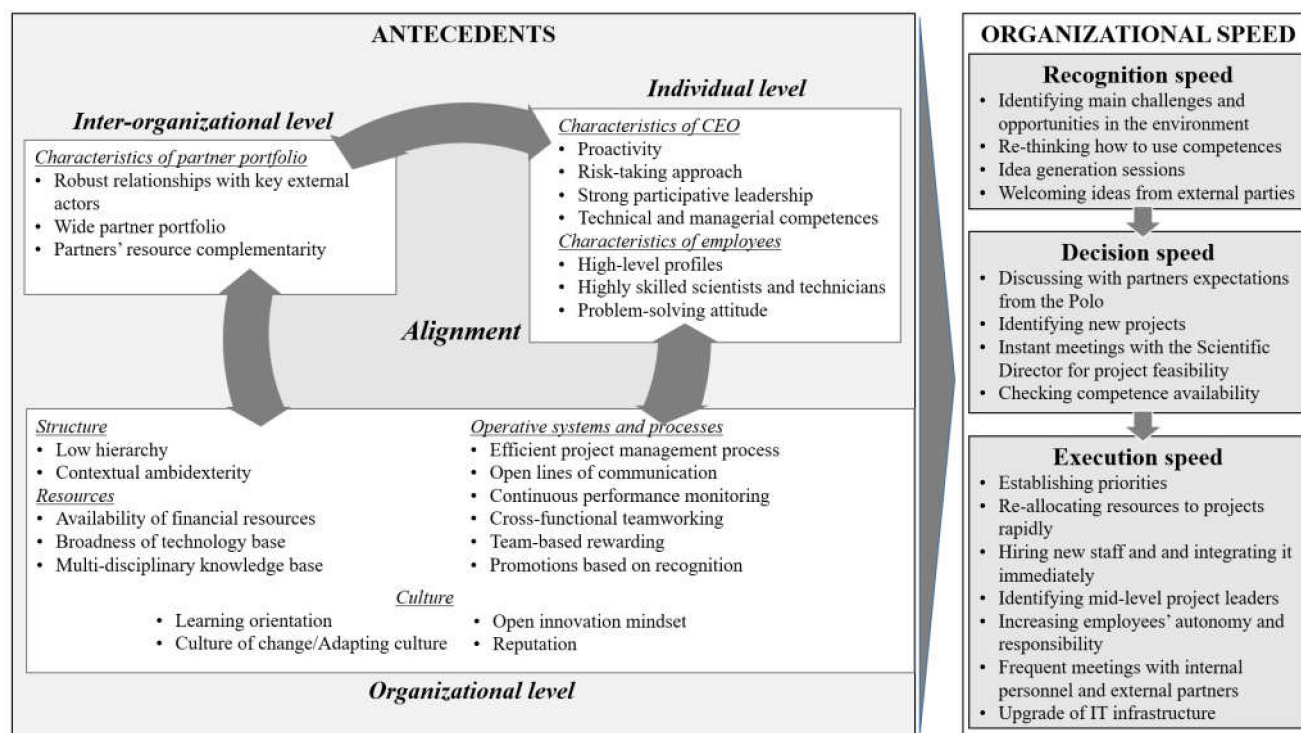 ANTECEDENTS
Inter-organizational level
Characteristics of partner portfolio
• Robust relationships with key external
actors
• Wide partner portfolio
• Partners' resource complementarity
Individual level
Characteristics of CEO
• Proactivity
• Risk-taking approach
• Strong participative leadership
• Technical and managerial competences
Characteristics of employees
• High-level profiles
• Highly skilled scientists and technicians
• Problem-solving attitude
Alignment
Structure
• Low hierarchy
• Contextual ambidexterity
Resources
• Availability of financial resources
• Broadness of technology base
• Multi-disciplinary knowledge base
Operative systems and processes
• Efficient project management process
• Open lines of communication
• Continuous performance monitoring
• Cross-functional teamworking
• Team-based rewarding
• Promotions based on recognition
Culture
• Learning orientation
• Culture of change/Adapting culture
• Open innovation mindset
• Reputation
Organizational level
ORGANIZATIONAL SPEED
Recognition speed
• Identifying main challenges and
opportunities in the environment
• Re-thinking how to use competences
• Idea generation sessions
• Welcoming ideas from external parties
Decision speed
• Discussing with partners expectations
from the Polo
• Identifying new projects
• Instant meetings with the Scientific
Director for project feasibility
• Checking competence availability
Execution speed
• Establishing priorities
• Re-allocating resources to projects
rapidly
• Hiring new staff and and integrating it
immediately
• Identifying mid-level project leaders
• Increasing employees' autonomy and
responsibility
• Frequent meetings with internal
personnel and external partners
• Upgrade of IT infrastructure